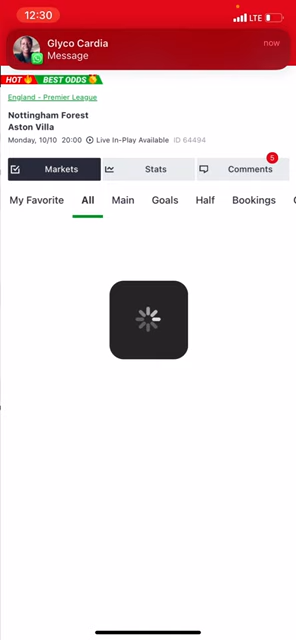 12:30
LTE
Glyco Cardia
now
Message
HOT BEST ODDS
England - Premier League
Nottingham Forest
Aston Villa
Monday, 10/10 20:00 Live In-Play Available ID 64494
5
Markets Stats Comments
My Favorite All Main Goals Half Bookings